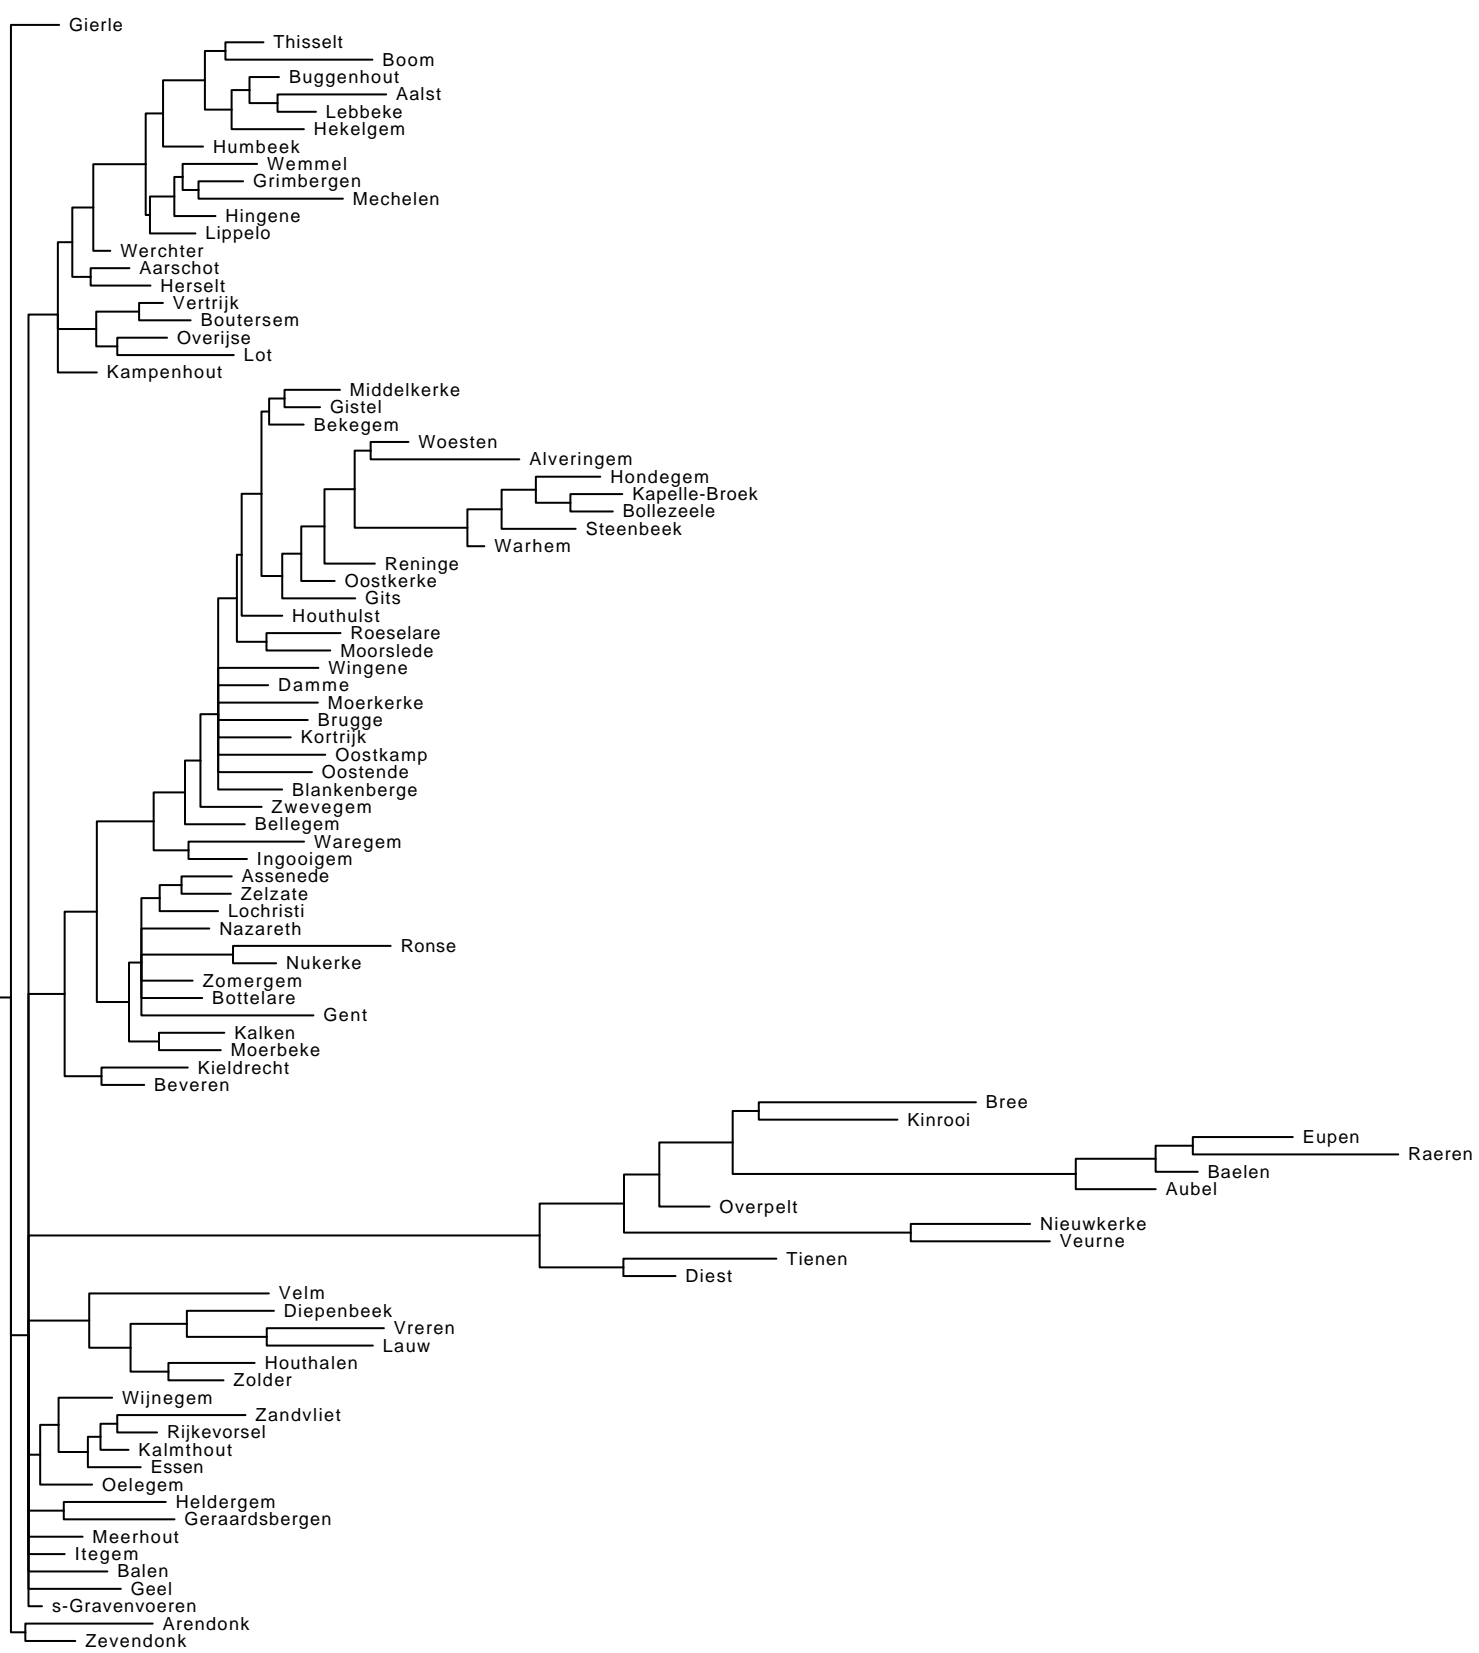 Gierle
Thisselt
Boom
Buggenhout
Aalst
Lebbeke
Hekelgem
Humbeek
Wemmel
Grimbergen
Mechelen
Hingene
Lippelo
Werchter
Aarschot
Herselt
Vertrijk
Boutersem
Overijse
Lot
Kampenhout
Middelkerke
Gistel
Bekegem
Woesten
Alveringem
Hondegem
Kapelle-Broek
Bollezeele
Steenbeek
Warhem
Reninge
Oostkerke
Gits
Houthulst
Roeselare
Moorslede
Wingene
Damme
Moerkerke
Brugge
Kortrijk
Oostkamp
Oostende
Blankenberge
Zwevegem
Bellegem
Waregem
Ingooigem
Assenede
Zelzate
Lochristi
Nazareth
Ronse
Nukerke
Zomergem
Bottelare
Gent
Kalken
Moerbeke
Kieldrecht
Beveren
Bree
Kinrooi
Eupen
Raeren
Baelen
Aubel
Overpelt
Nieuwkerke
Veurne
Tienen
Diest
Velm
Diepenbeek
Vreren
Lauw
Houthalen
Zolder
Wijnegem
Zandvliet
Rijkevorsel
Kalmthout
Essen
Oelegem
Heldergem
Geraardsbergen
Meerhout
Itegem
Balen
Geel
s-Gravenvoeren
Arendonk
Zevendonk